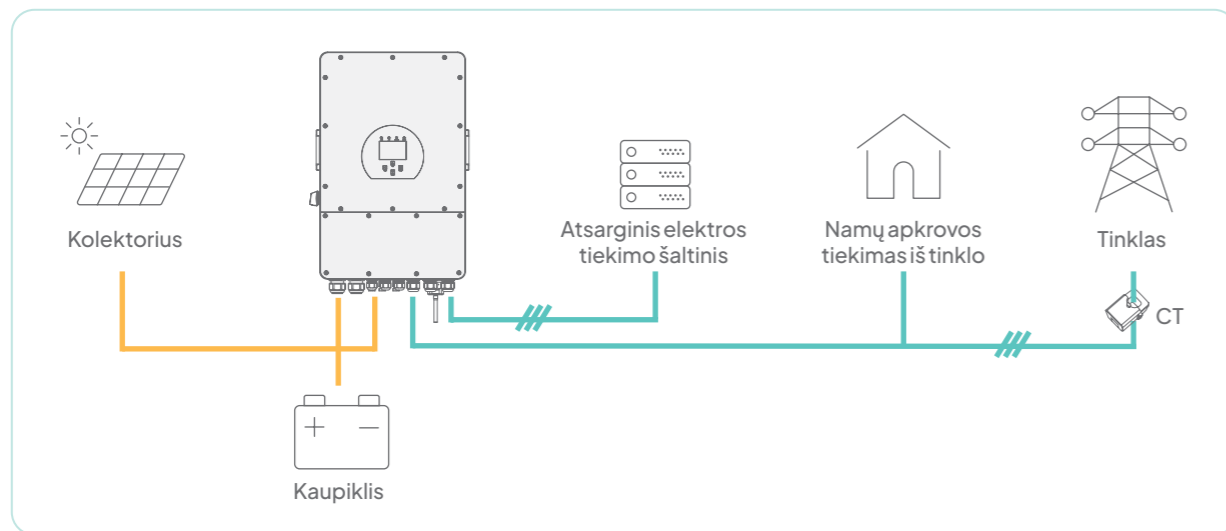 Kolektorius
Atsarginis elektros
tiekimo šaltinis
Namų apkrovos
tiekimas iš tinklo
Tinklas
CT
+ −
Kaupiklis